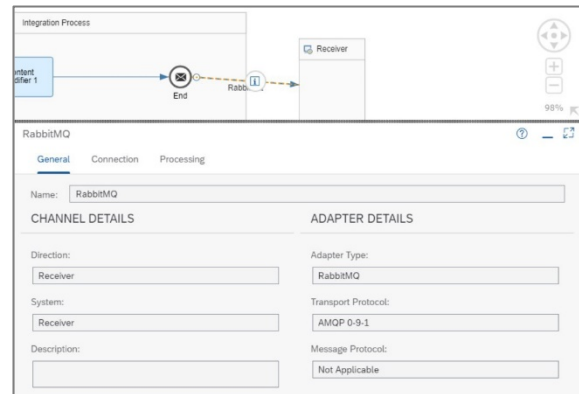 Integration Process
ntent
difier 1
End
Rabb
Receiver
98%
RabbitMQ
General Connection Processing
Name: RabbitMQ
CHANNEL DETAILS
ADAPTER DETAILS
Direction:
Receiver
Adapter Type:
RabbitMQ
System:
Receiver
Transport Protocol:
AMQP 0-9-1
Description:
Message Protocol:
Not Applicable